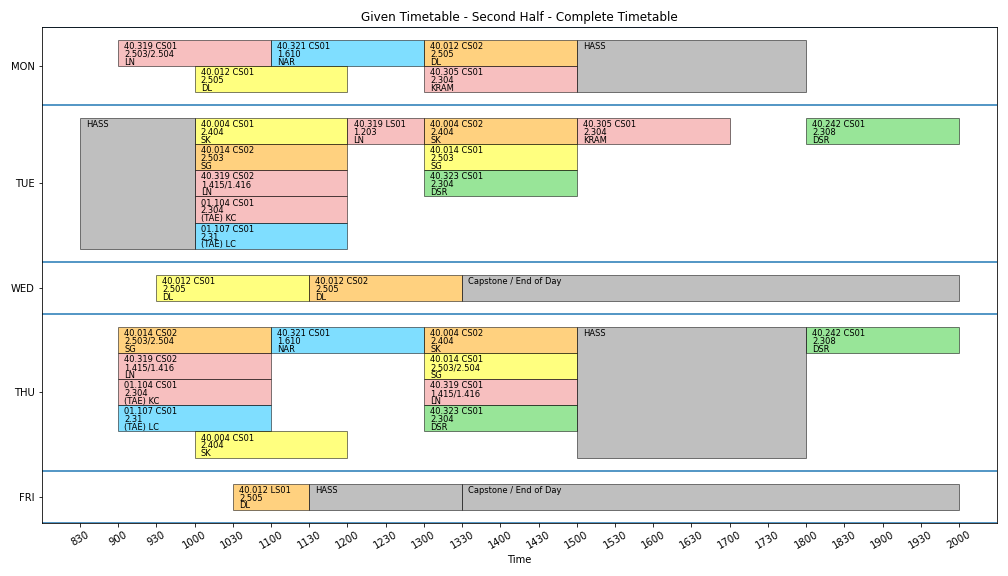 Given Timetable - Second Half - Complete Timetable
MON
40.319 CS01
2.503/2.504
LN
40.321 CS01
1.610
NAR
40.012 CS02
2.505
DL
HASS
40.012 CS01
2.505
DL
40.305 CS01
2.304
KRAM
TUE
HASS
40.004 CS01
2.404
SK
40.319 LS01
1.203
LN
40.004 CS02
2.404
SK
40.305 CS01
2.304
KRAM
40.242 CS01
2.308
DSR
40.014 CS02
2.503
SG
40.014 CS01
2.503
SG
40.319 CS02
1.415/1.416
LN
40.323 CS01
2.304
DSR
01.104 CS01
2.304
(TAE) KC
01.107 CS01
2.31
(TAE) LC
WED
40.012 CS01
2.505
DL
40.012 CS02
2.505
DL
Capstone / End of Day
THU
40.014 CS02
2.503/2.504
SG
40.321 CS01
1.610
NAR
40.004 CS02
2.404
SK
HASS
40.242 CS01
2.308
DSR
40.319 CS02
1.415/1.416
LN
40.014 CS01
2.503/2.504
SG
01.104 CS01
2.304
(TAE) KC
40.319 CS01
1.415/1.416
LN
01.107 CS01
2.31
(TAE) LC
40.323 CS01
2.304
DSR
40.004 CS01
2.404
SK
FRI
40.012 LS01
2.505
DL
HASS
Capstone / End of Day
830 900 930 1000 1030 1100 1130 1200 1230 1300 1330 1400 1430 1500 1530 1600 1630 1700 1730 1800 1830 1900 1930 2000
Time